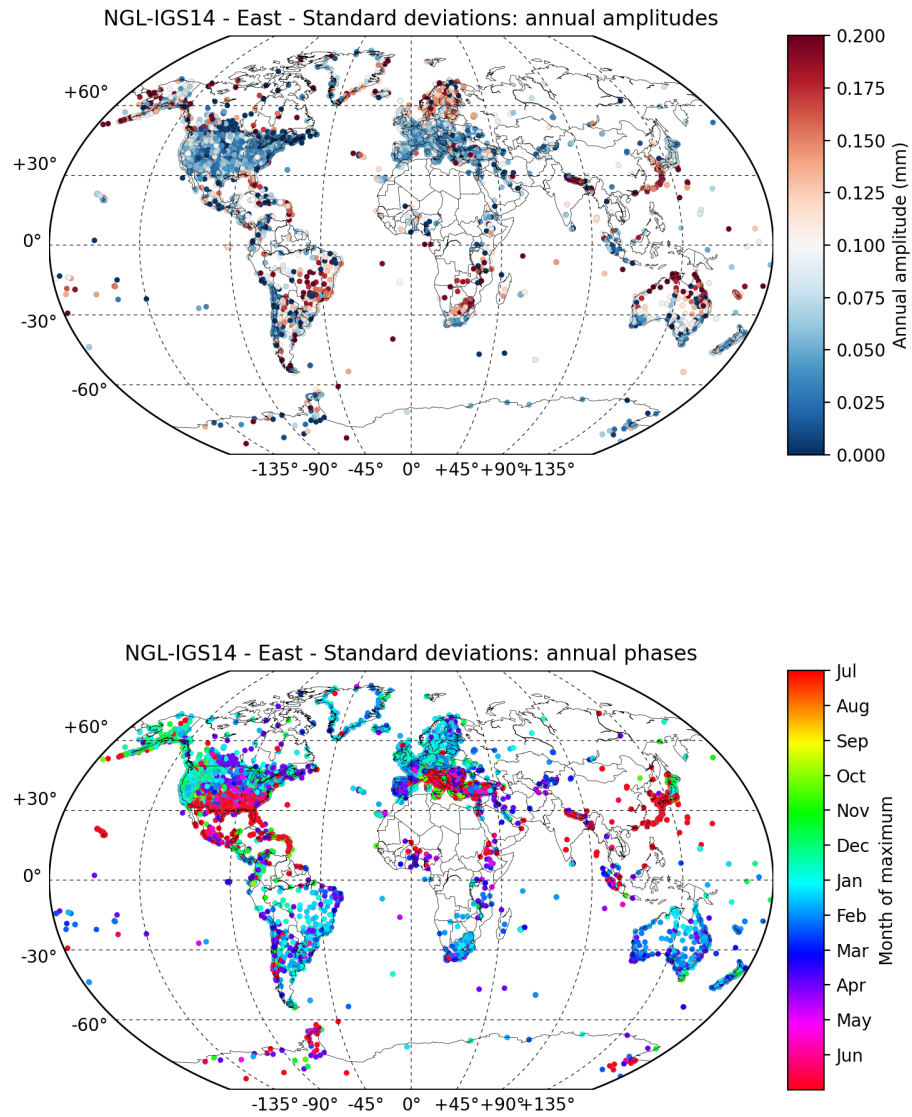 NGL-IGS14 - East - Standard deviations: annual amplitudes
+60°
+30°
0°
-30°
-60°
-135° -90° -45° 0° +45° +90° +135°
0.200
0.175
0.150
0.125
0.100
0.075
0.050
0.025
0.000
Annual amplitude (mm)
NGL-IGS14 - East - Standard deviations: annual phases
+60°
+30°
0°
-30°
-60°
-135° -90° -45° 0° +45° +90° +135°
Jul
Aug
Sep
Oct
Nov
Dec
Jan
Feb
Mar
Apr
May
Jun
Month of maximum